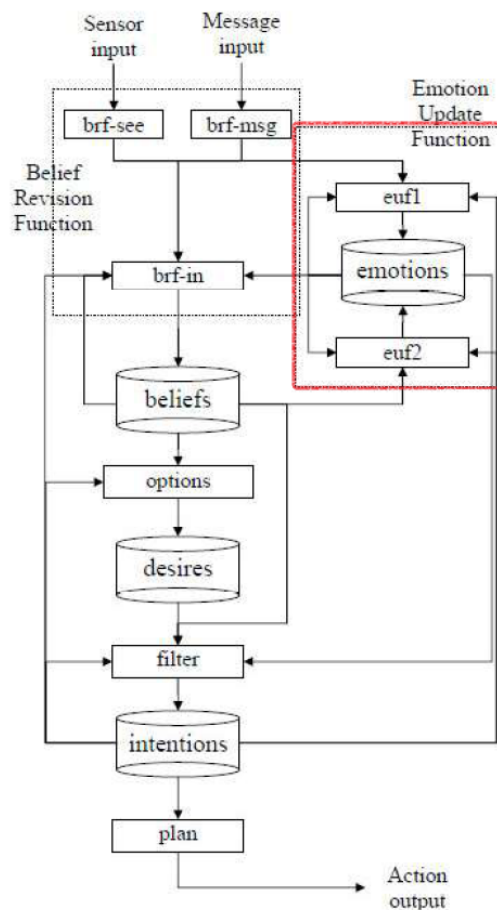 Sensor
input
Message
input
Emotion
Update
Function
brf-see
brf-msg
Belief
Revision
Function
euf1
emotions
brf-in
euf2
beliefs
options
desires
filter
intentions
plan
Action
output